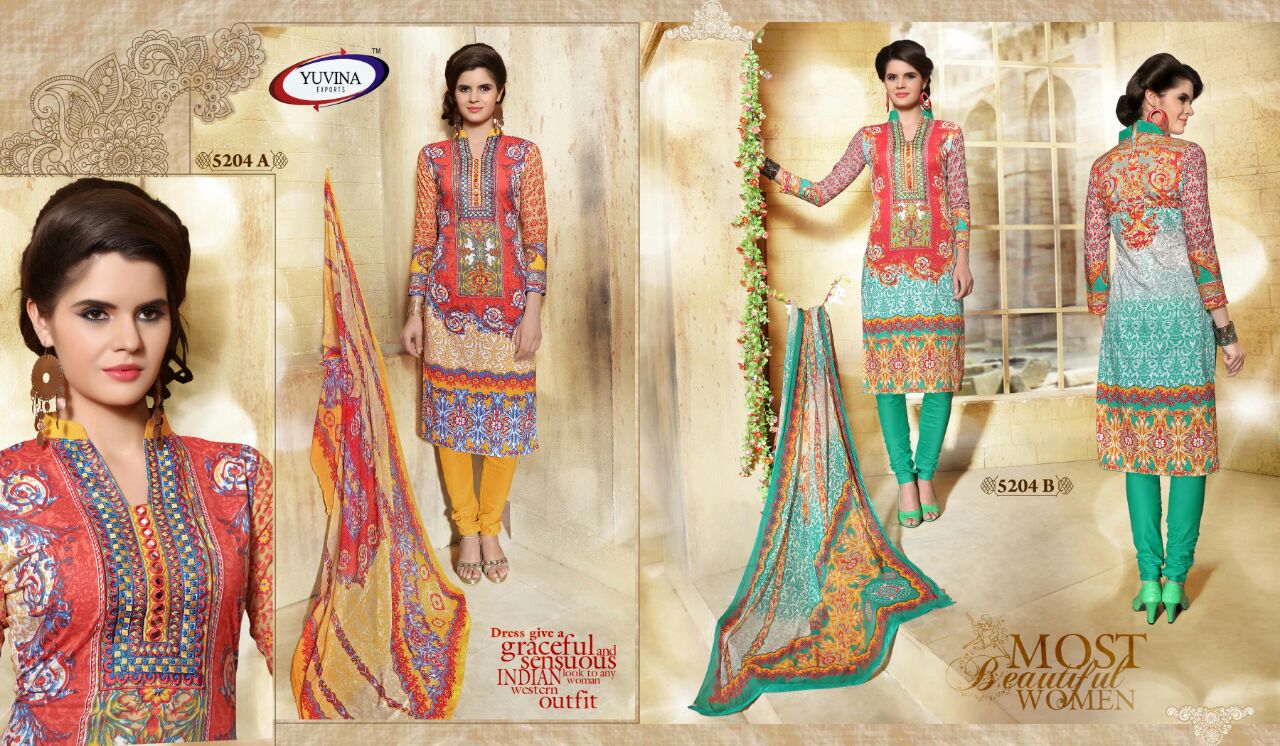 YUVINA
EXPORTS
TM
5204 A
Dress give a
graceful and
sensuous
INDIAN look to any
woman
western
outfit
5204 B
MOST
Beautiful
WOMEN